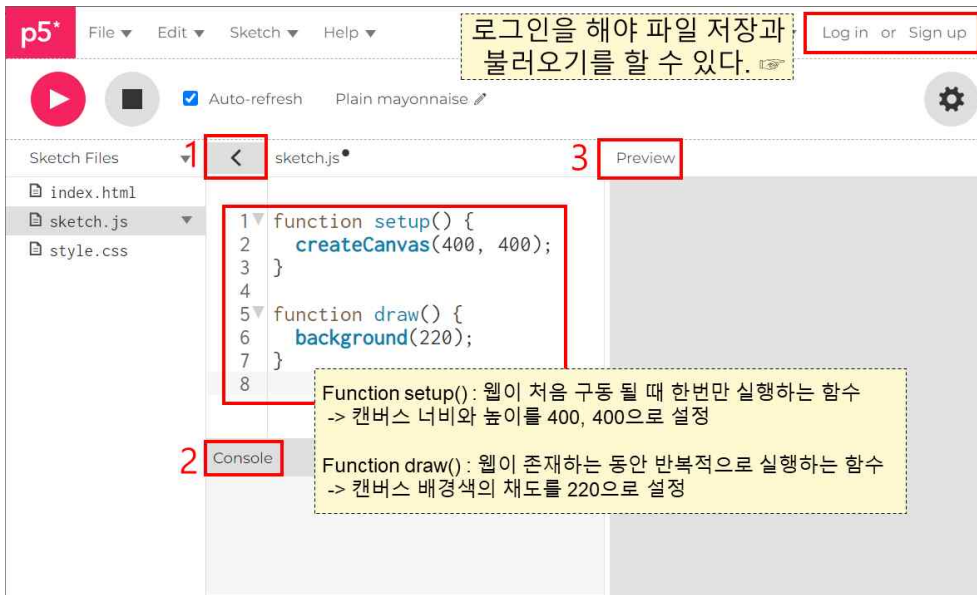 p5*
File ▼ Edit ▼ Sketch ▼ Help ▼
로그인을 해야 파일 저장과
불러오기를 할 수 있다. ☞
Log in or Sign up
Auto-refresh Plain mayonnaise
Sketch Files
1
sketch.js●
3
Preview
index.html
sketch.js
style.css
1 function setup() {
2 createCanvas(400, 400);
3 }
4
5 function draw() {
6 background(220);
7 }
8
Function setup() : 웹이 처음 구동 될 때 한번만 실행하는 함수
-> 캔버스 너비와 높이를 400, 400으로 설정
Function draw() : 웹이 존재하는 동안 반복적으로 실행하는 함수
-> 캔버스 배경색의 채도를 220으로 설정
2
Console